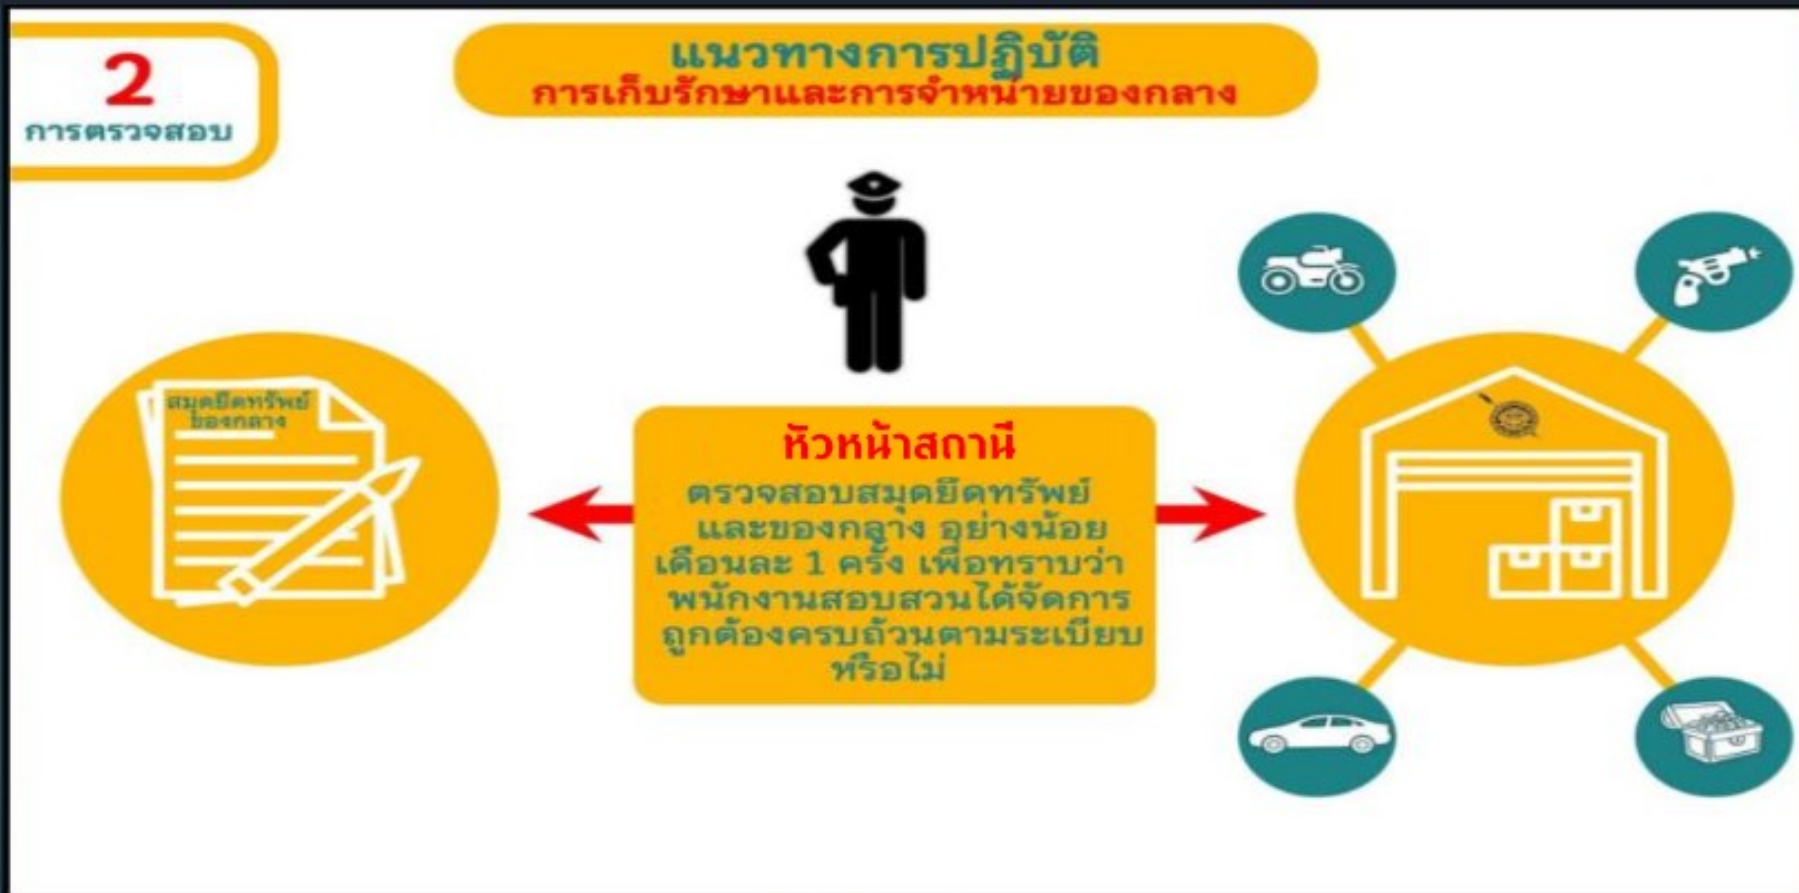 2
การตรวจสอบ
แนวทางการปฏิบัติ
การเก็บรักษาและการจำหน่ายของกลาง
สมุดยึดทรัพย์
ของกลาง
หัวหน้าสถานี
ตรวจสอบสมุดยึดทรัพย์
และของกลาง อย่างน้อย
เดือนละ 1 ครั้ง เพื่อทราบว่า
พนักงานสอบสวนได้จัดการ
ถูกต้องครบถ้วนตามระเบียบ
หรือไม่